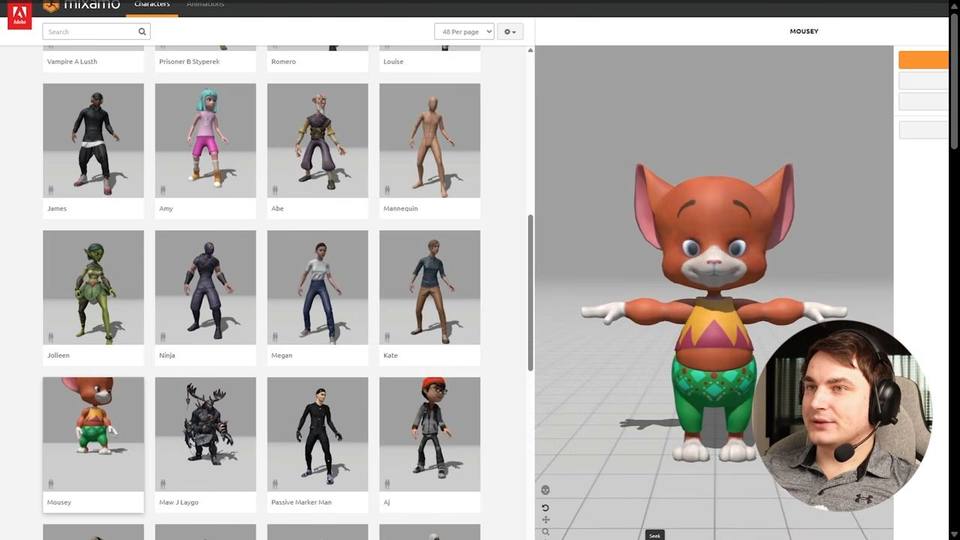 Adobe
mixamo
Characters
Animations
Search
48 Per page
MOUSEY
Vampire A Lusth
Prisoner B Styperek
Romero
Louise
James
Amy
Abe
Mannequin
Jolleen
Ninja
Megan
Kate
Mousey
Maw J Laygo
Passive Marker Man
Aj
Seek